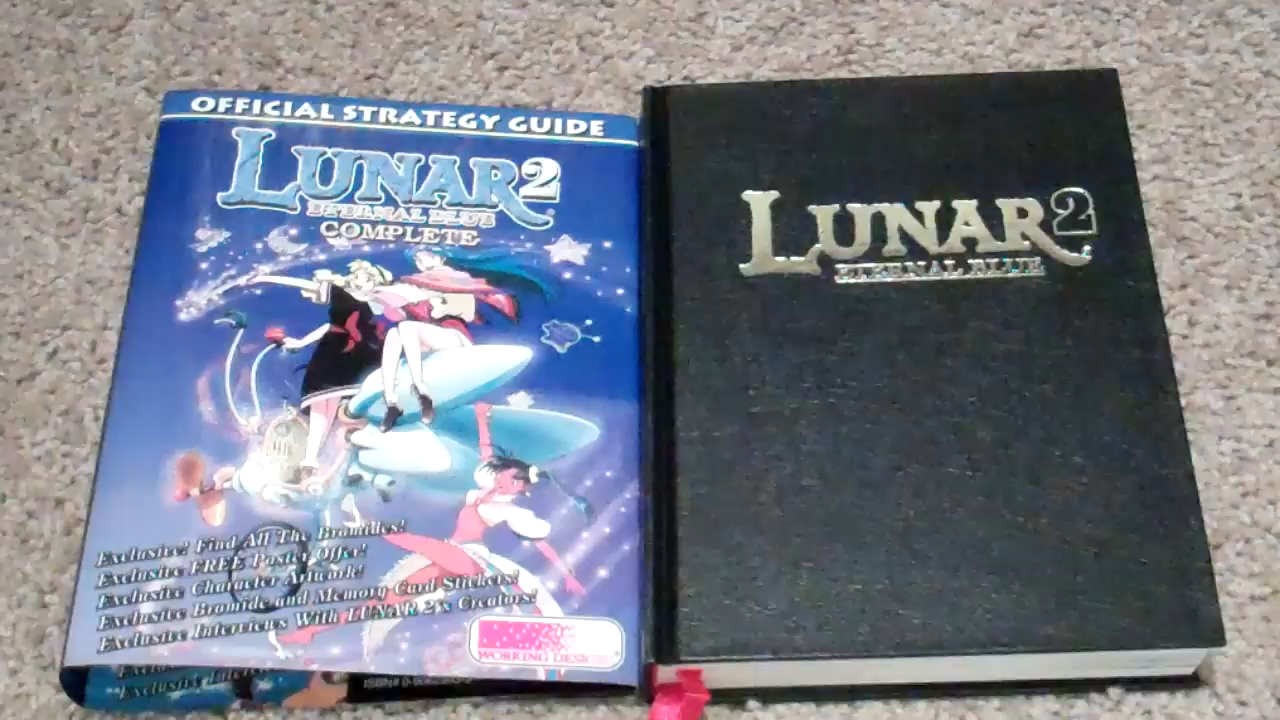 OFFICIAL STRATEGY GUIDE
LUNAR 2
ETERNAL BLUE
COMPLETE
Exclusive! Find All The Bromides!
Exclusive FREE Poster Offer!
Exclusive Character Artwork!
Exclusive Bromide and Memory Card Stickers!
Exclusive Interviews With LUNAR 2's Creators!
WORKING DESIGNS
ISBN#
LUNAR 2
ETERNAL BLUE